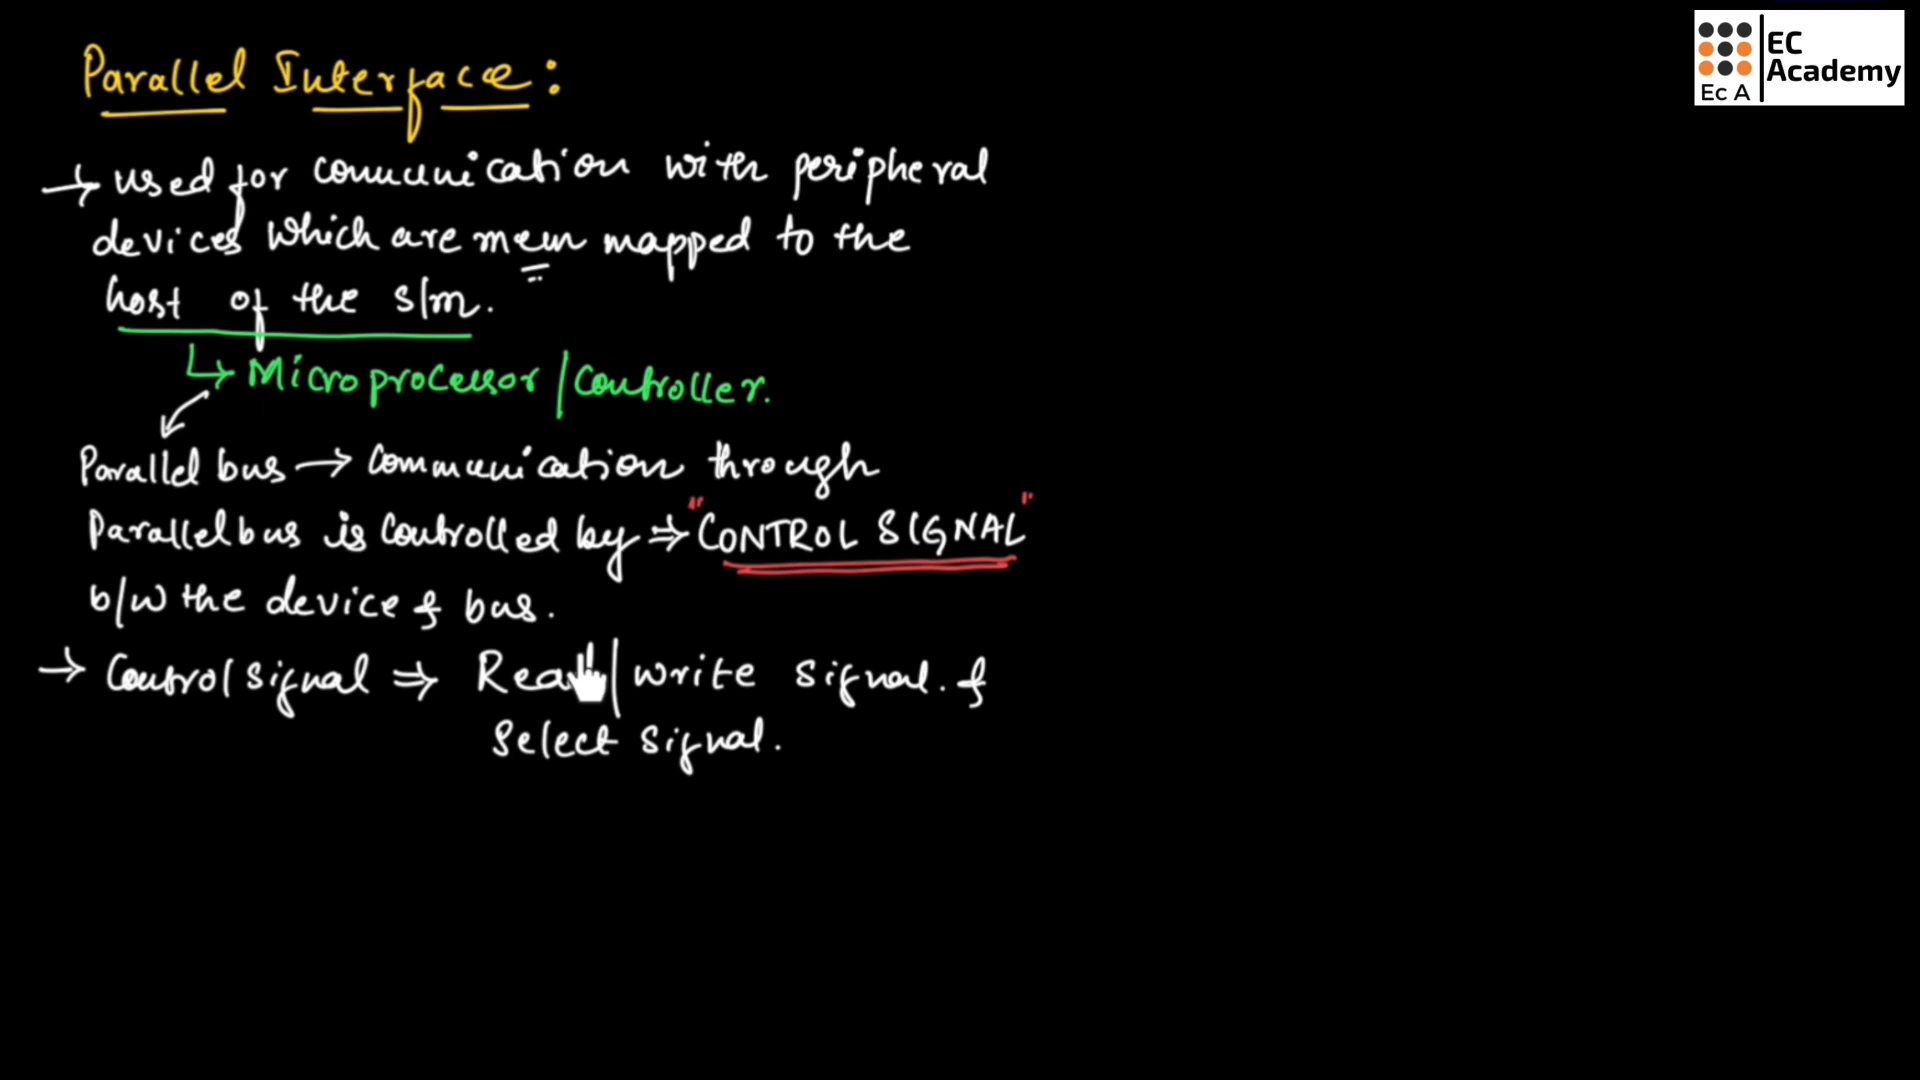 Parallel Interface:
EC
Academy
Ec A
→ used for communication with peripheral
devices which are mem mapped to the
host of the s/m.
↳ Microprocessor/Controller.
Parallel bus → Communication through
Parallel bus is Controlled by ⇒ "CONTROL SIGNAL"
b/w the device & bus.
→ Control signal ⇒ Read/write signal. &
Select signal.